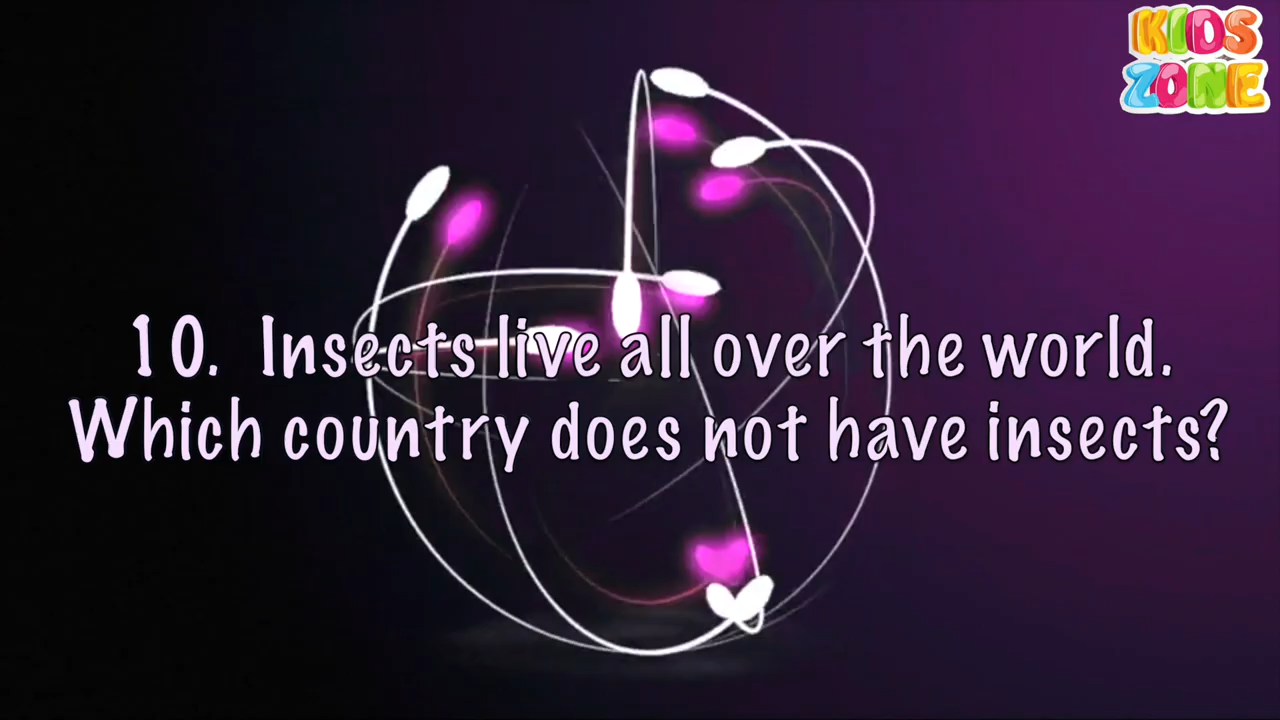 KIDS
ZONE
10. Insects live all over the world.
Which country does not have insects?